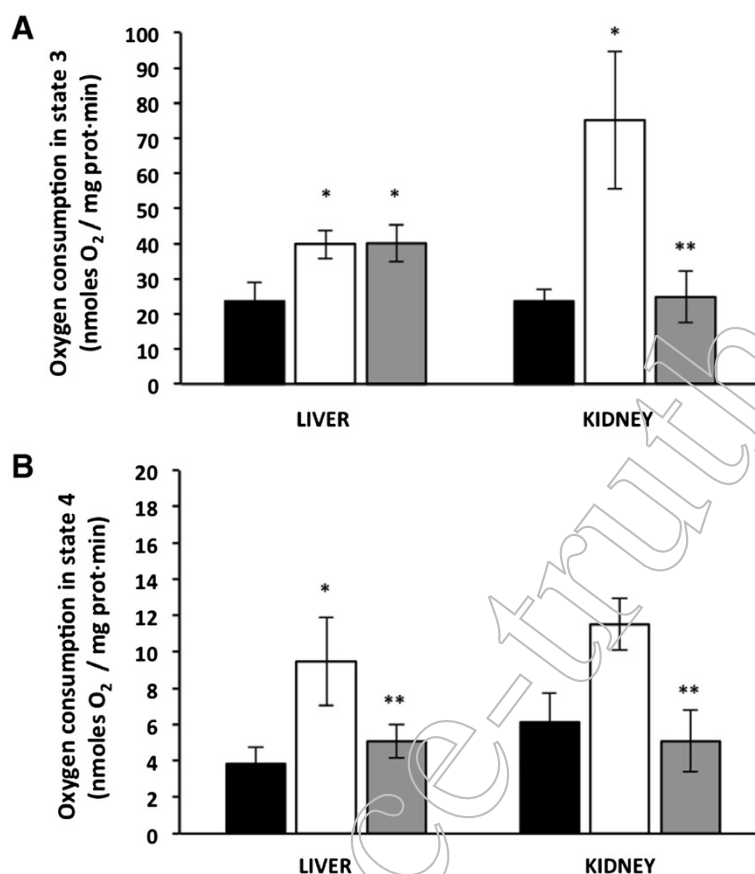 A
Oxygen consumption in state 3
(nmoles O2 / mg prot·min)
100
90
80
70
60
50
40
30
20
10
0
*
*
*
**
LIVER
KIDNEY
B
Oxygen consumption in state 4
(nmoles O2 / mg prot·min)
20
18
16
14
12
10
8
6
4
2
0
*
**
**
LIVER
KIDNEY
ce-truth